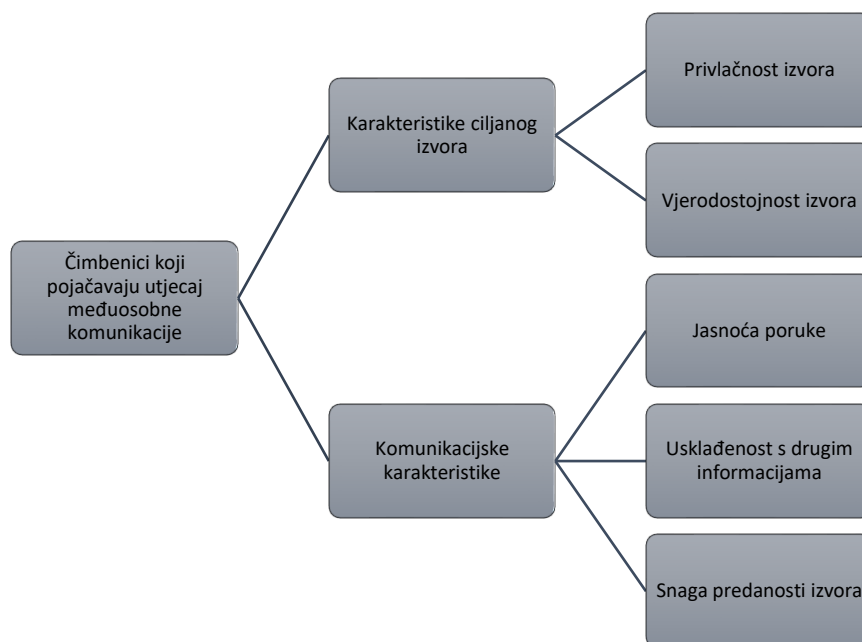 Čimbenici koji
pojačavaju utjecaj
međuosobne
komunikacije
Karakteristike ciljanog
izvora
Privlačnost izvora
Vjerodostojnost izvora
Komunikacijske
karakteristike
Jasnoća poruke
Usklađenost s drugim
informacijama
Snaga predanosti izvora